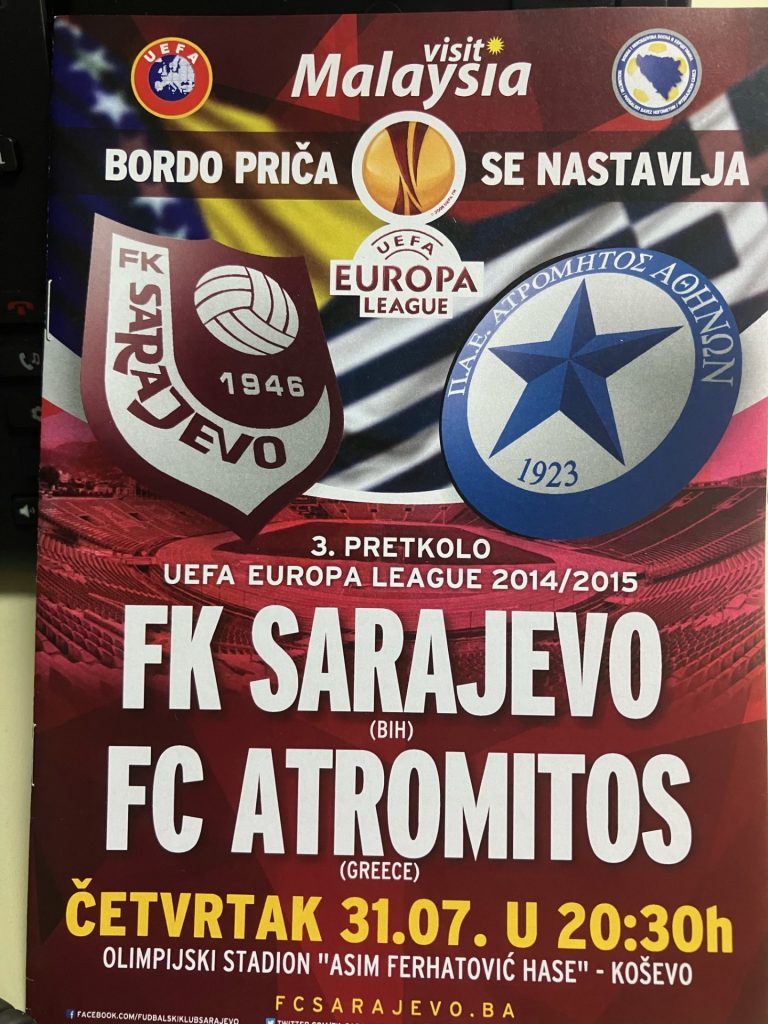 UEFA
visit
Malaysia
BORDO PRIČA SE NASTAVLJA
UEFA
EUROPA
LEAGUE
FK SARAJEVO
1946
Π.Α.Ε. ΑΤΡΟΜΗΤΟΣ ΑΘΗΝΩΝ
1923
3. PRETKOLO
UEFA EUROPA LEAGUE 2014/2015
FK SARAJEVO
(BIH)
FC ATROMITOS
(GREECE)
ČETVRTAK 31.07. U 20:30h
OLIMPIJSKI STADION "ASIM FERHATOVIĆ HASE" - KOŠEVO
FCSARAJEVO.BA
FACEBOOK.COM/FUDBALSKIKLUBSARAJEVO